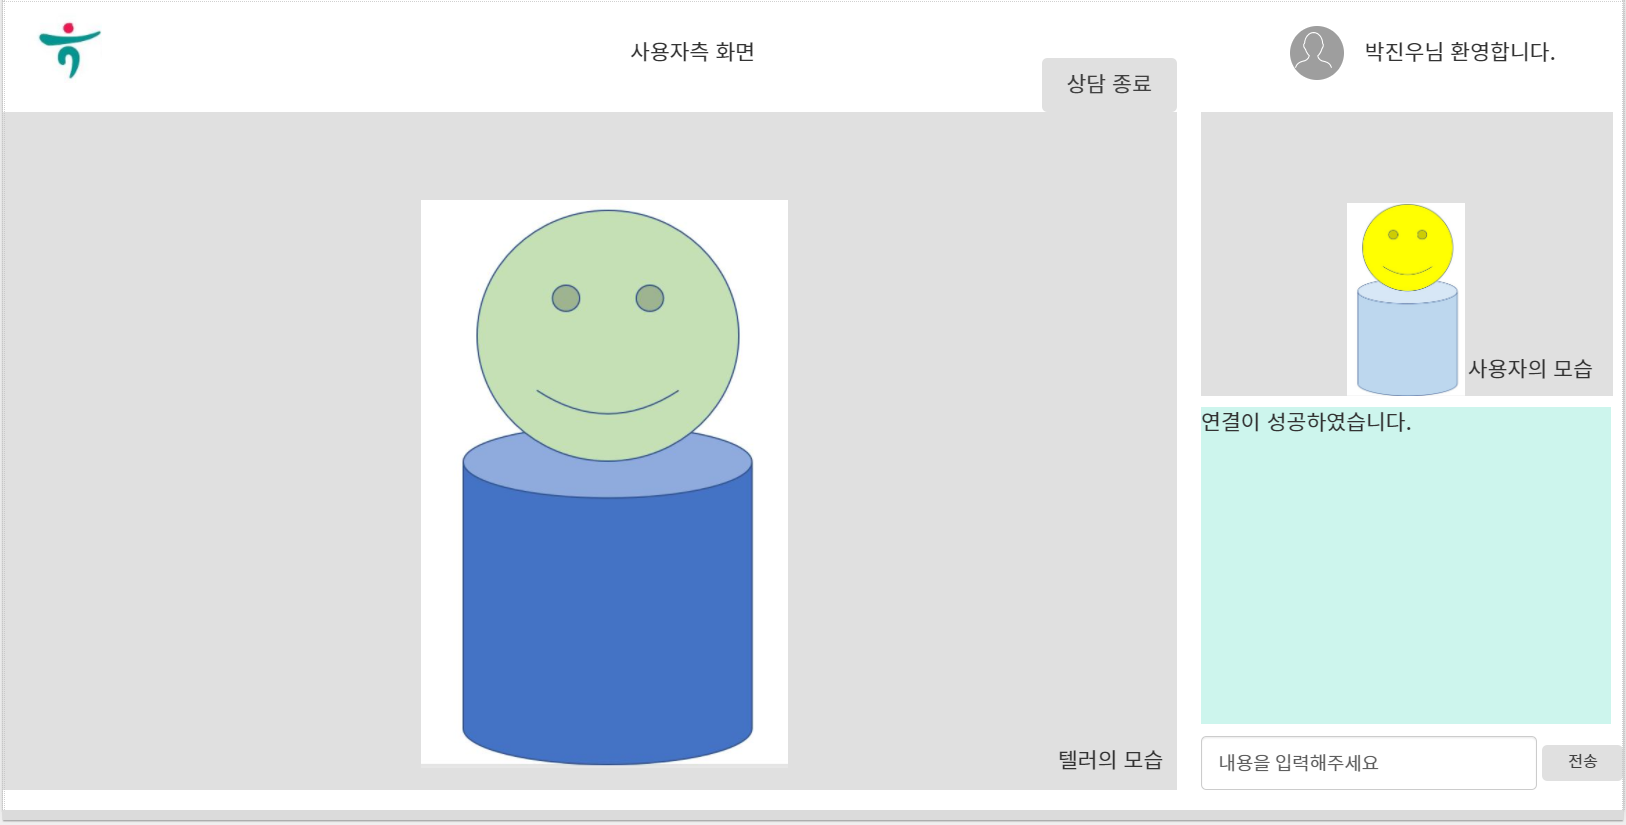 사용자측 화면
박진우님 환영합니다.
상담 종료
텔러의 모습
사용자의 모습
연결이 성공하였습니다.
내용을 입력해주세요
전송